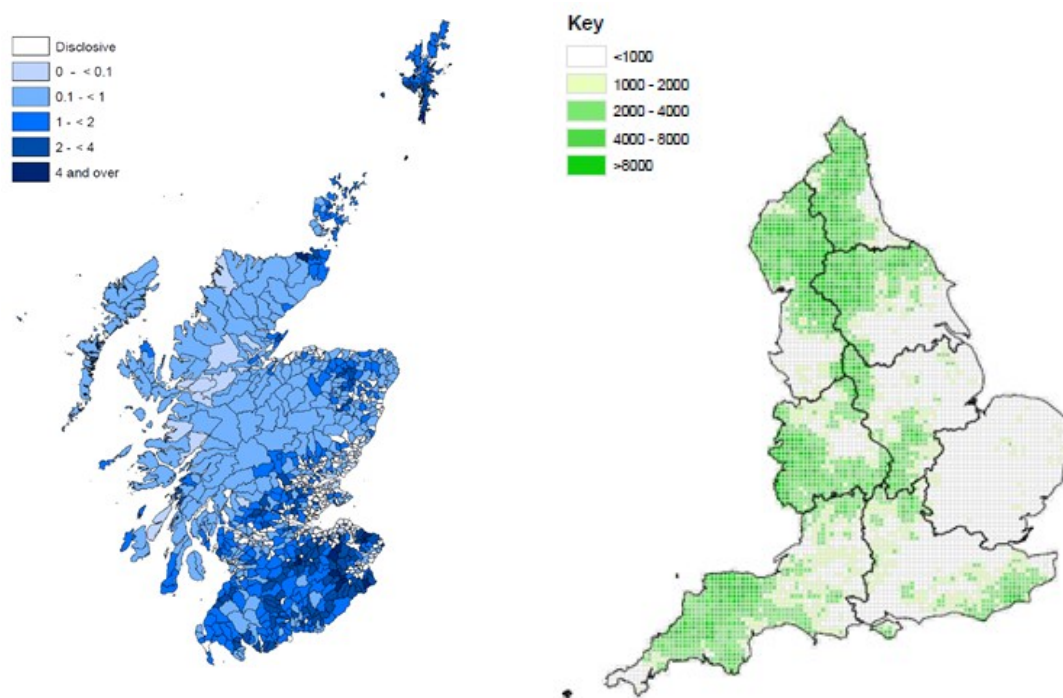 Disclosive
0 - < 0.1
0.1 - < 1
1 - < 2
2 - < 4
4 and over
Key
<1000
1000 - 2000
2000 - 4000
4000 - 8000
>8000